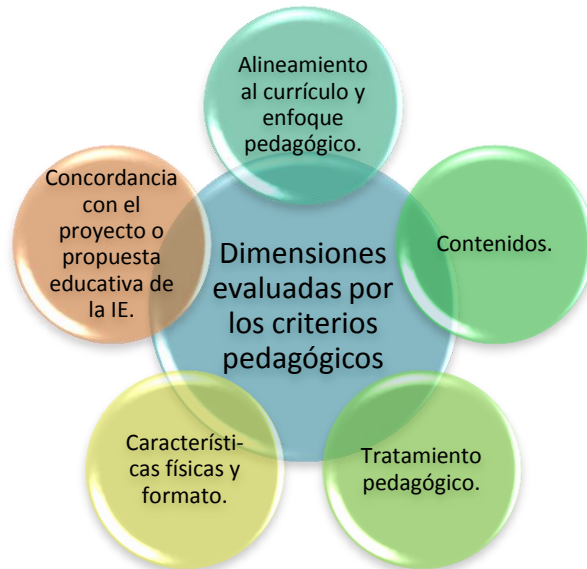 Alineamiento
al currículo y
enfoque
pedagógico.
Contenidos.
Tratamiento
pedagógico.
Característi-
cas físicas y
formato.
Concordancia
con el
proyecto o
propuesta
educativa de
la IE.
Dimensiones
evaluadas por
los criterios
pedagógicos